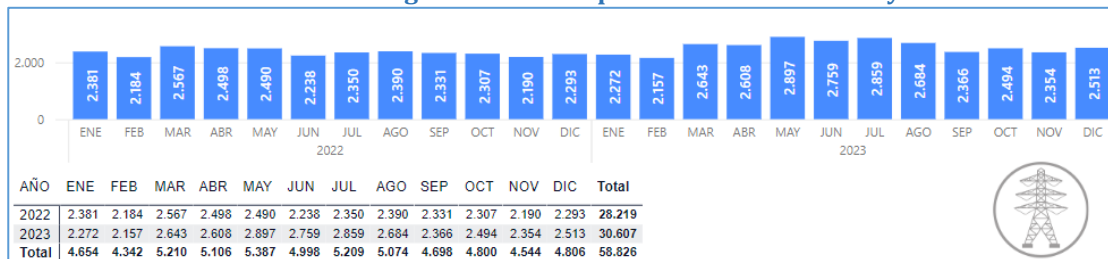 2.000
2.381 2.184 2.567 2.498 2.490 2.238 2.350 2.390 2.331 2.307 2.190 2.293 2.272 2.157 2.643 2.608 2.897 2.759 2.859 2.684 2.366 2.494 2.354 2.513
0
ENE FEB MAR ABR MAY JUN JUL AGO SEP OCT NOV DIC ENE FEB MAR ABR MAY JUN JUL AGO SEP OCT NOV DIC
2022 2023
AÑO ENE FEB MAR ABR MAY JUN JUL AGO SEP OCT NOV DIC Total
2022 2.381 2.184 2.567 2.498 2.490 2.238 2.350 2.390 2.331 2.307 2.190 2.293 28.219
2023 2.272 2.157 2.643 2.608 2.897 2.759 2.859 2.684 2.366 2.494 2.354 2.513 30.607
Total 4.654 4.342 5.210 5.106 5.387 4.998 5.209 5.074 4.698 4.800 4.544 4.806 58.826